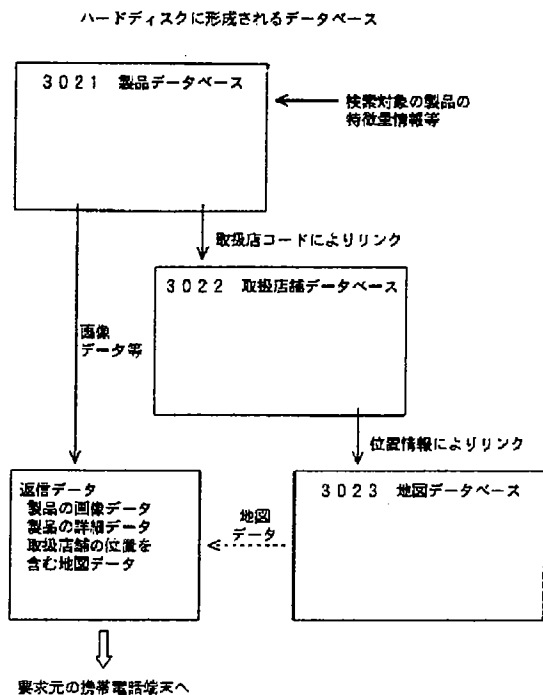 ハードディスクに形成されるデータベース
3021 製品データベース
検索対象の製品の
特徴量情報等
取扱店コードによりリンク
3022 取扱店舗データベース
画像
データ等
位置情報によりリンク
返信データ
製品の画像データ
製品の詳細データ
取扱店舗の位置を
含む地図データ
地図
データ
3023 地図データベース
要求元の携帯電話端末へ